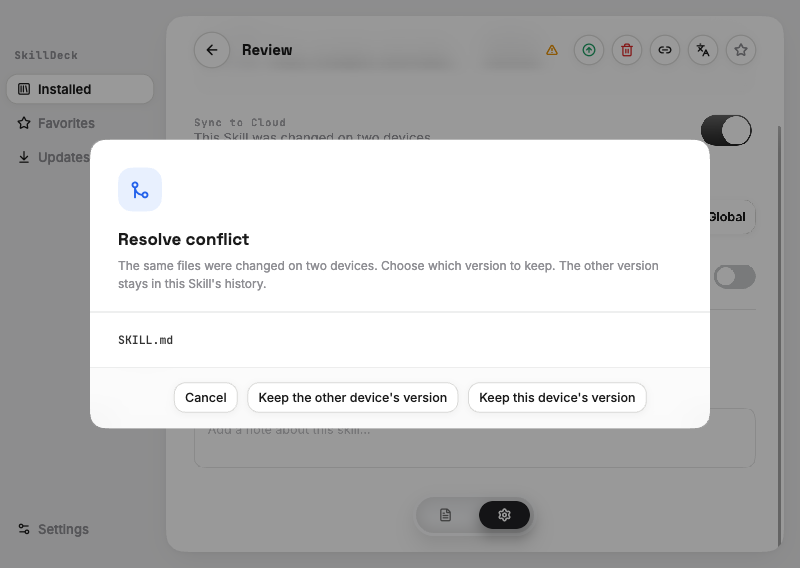 SkillDeck
Installed
Favorites
Updates
Settings
Review
Sync to Cloud
This Skill was changed on two devices.
Global
Resolve conflict
The same files were changed on two devices. Choose which version to keep. The other version
stays in this Skill's history.
SKILL.md
Cancel
Keep the other device's version
Keep this device's version
Add a note about this skill...